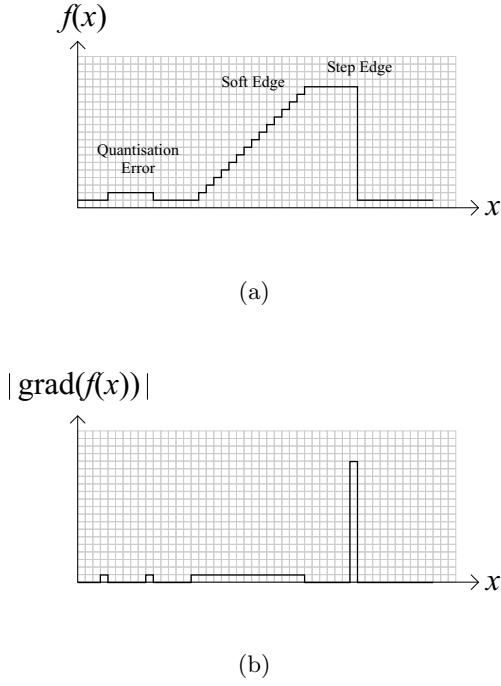 f(x)
Step Edge
Soft Edge
Quantisation
Error
x
(a)
| grad(f(x)) |
x
(b)